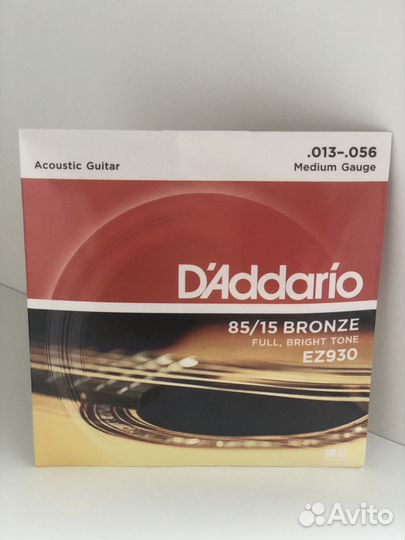 Acoustic Guitar
.013–.056
Medium Gauge
D'Addario
85/15 BRONZE
FULL, BRIGHT TONE
EZ930
Avito